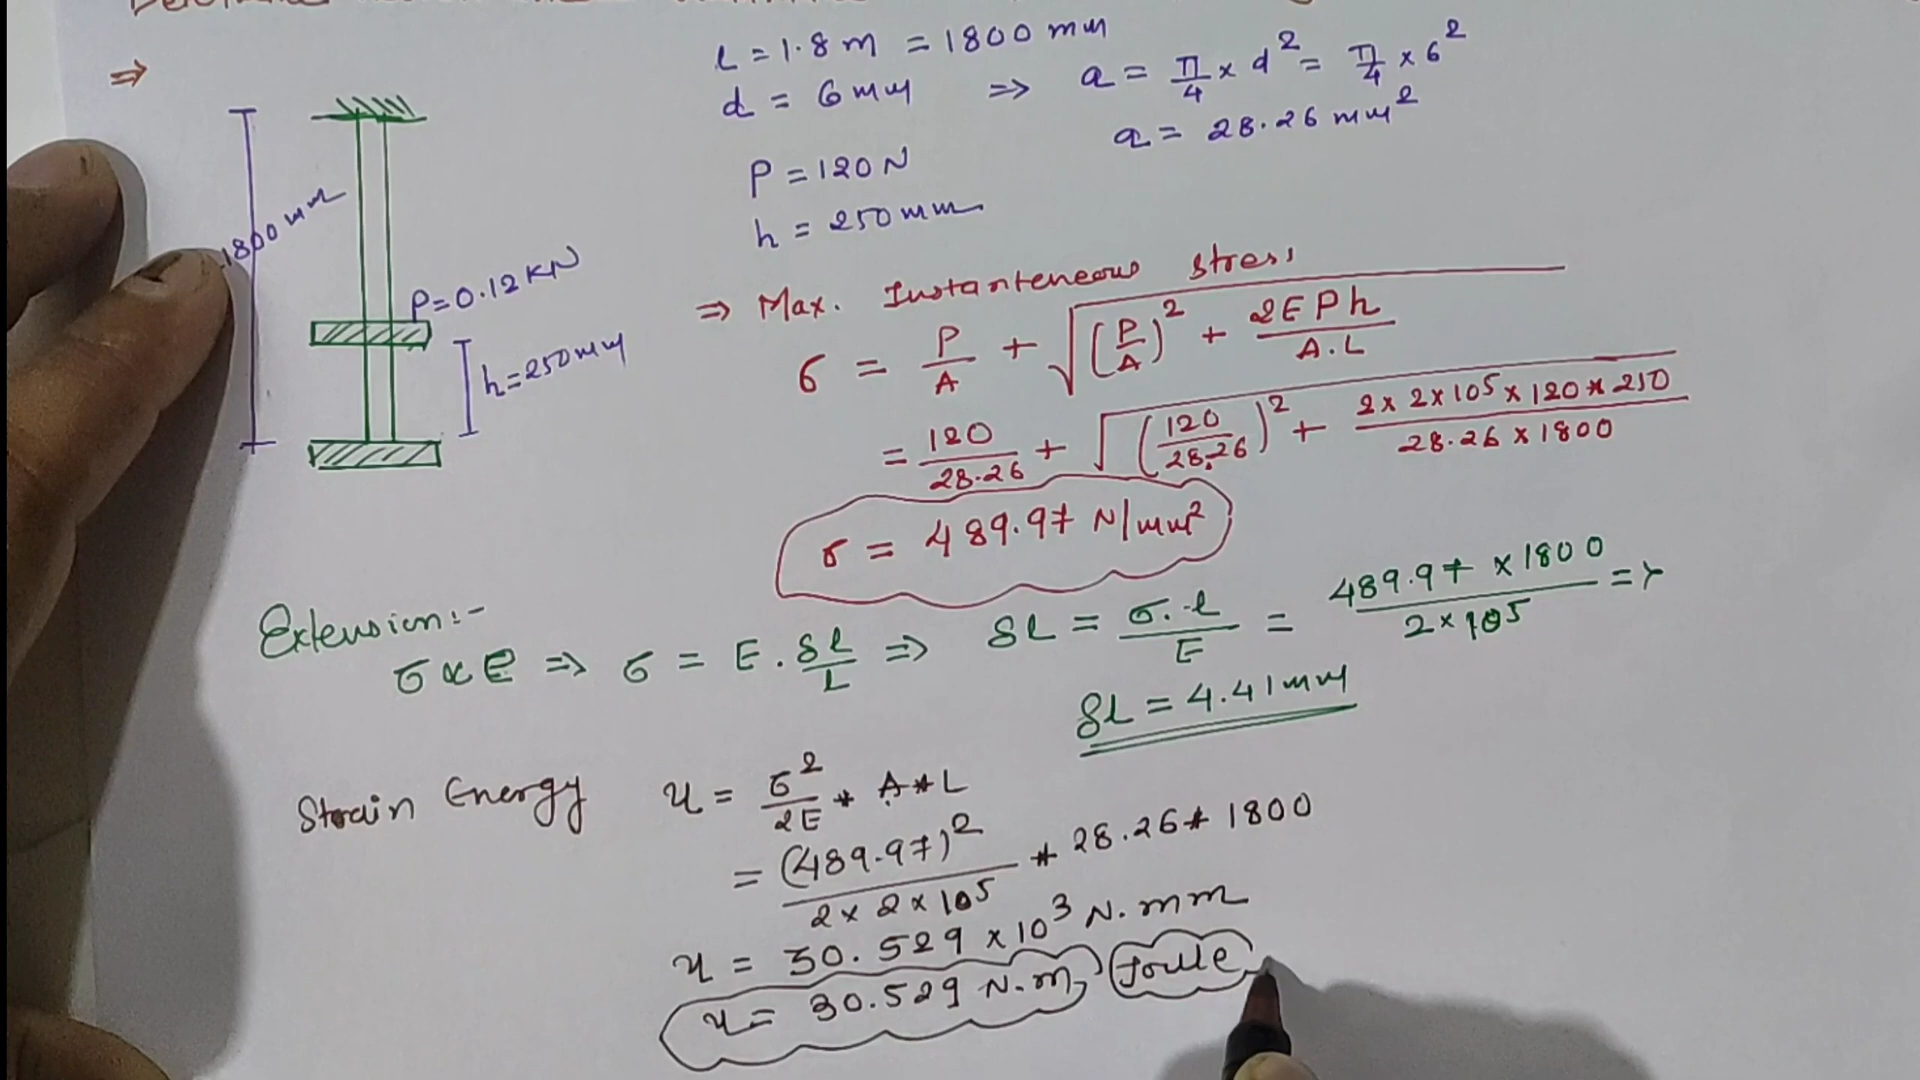 ⇒
L = 1.8 m = 1800 mm
d = 6 mm ⇒ a = π/4 × d² = π/4 × 6²
a = 28.26 mm²
P = 120 N
h = 250 mm
1800 mm
P = 0.12 KN
h = 250 mm
⇒ Max. Instanteneous stress
σ = P/A + √((P/A)² + 2EPh/A.L)
= 120/28.26 + √((120/28.26)² + 2 × 2 × 10⁵ × 120 × 250/28.26 × 1800)
σ = 489.97 N/mm²
Extension:-
σ ∝ e ⇒ σ = E . δl/L ⇒ δL = σ.l/E = 489.97 × 1800/2 × 10⁵ =>
δL = 4.41 mm
Strain Energy u = σ²/2E * A * L
= (489.97)²/2 × 2 × 10⁵ * 28.26 * 1800
u = 30.529 × 10³ N.mm
u = 30.529 N.m, Joule